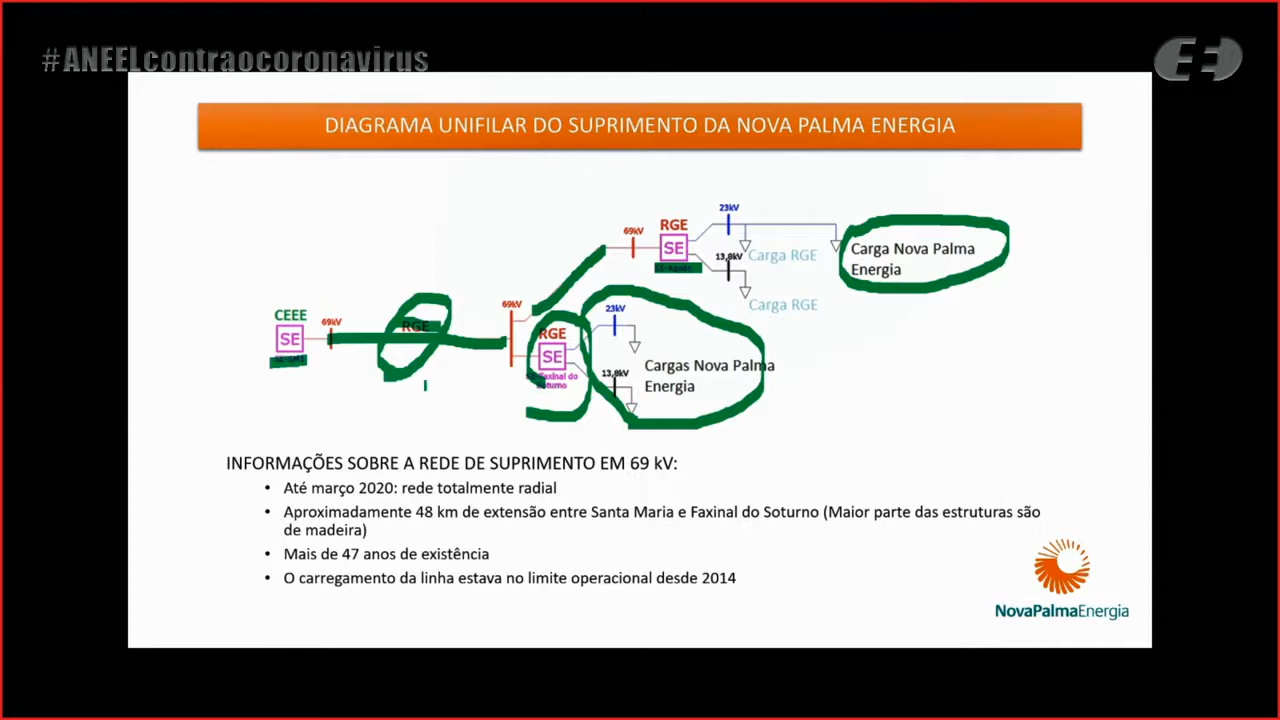 #ANEELcontraocoronavirus
DIAGRAMA UNIFILAR DO SUPRIMENTO DA NOVA PALMA ENERGIA
23kV
RGE
69kV
SE
13,8kV
Carga RGE
Carga Nova Palma
Energia
Carga RGE
CEEE
69kV
SE
RGE
69kV
RGE
SE
Faxinal do
Soturno
23kV
13,8kV
Cargas Nova Palma
Energia
INFORMAÇÕES SOBRE A REDE DE SUPRIMENTO EM 69 kV:
• Até março 2020: rede totalmente radial
• Aproximadamente 48 km de extensão entre Santa Maria e Faxinal do Soturno (Maior parte das estruturas são
de madeira)
• Mais de 47 anos de existência
• O carregamento da linha estava no limite operacional desde 2014
NovaPalmaEnergia